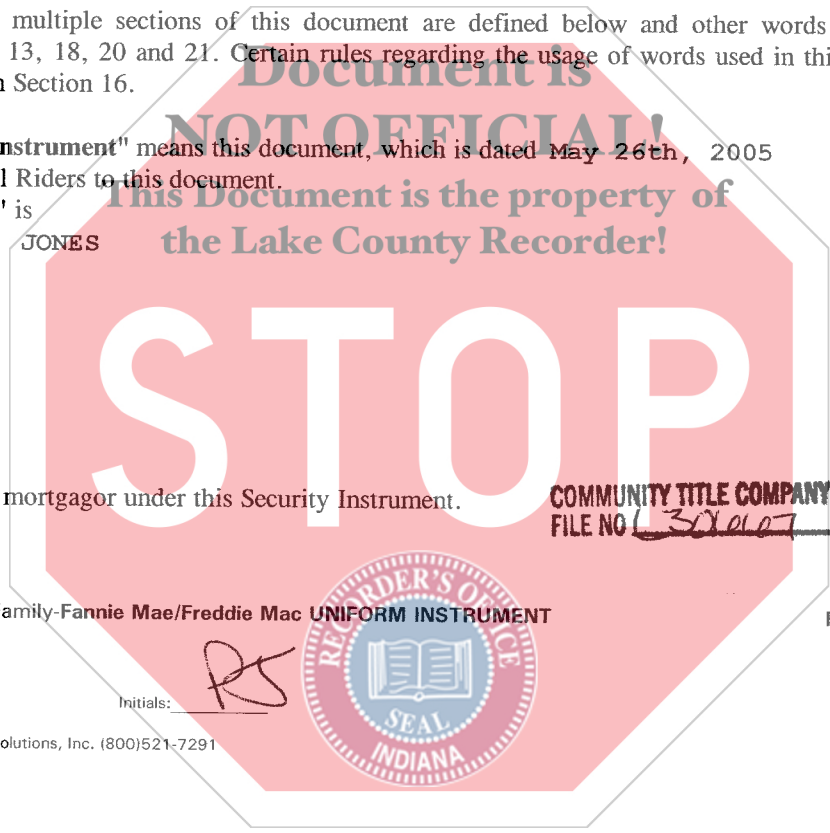 multiple sections of this document are defined below and other words
13, 18, 20 and 21. Certain rules regarding the usage of words used in thi
n Section 16.
Document is
NOT OFFICIAL!
This Document is the property of
the Lake County Recorder!
nstrument" means this document, which is dated May 26th, 2005
l Riders to this document.
" is
JONES
STOP
mortgagor under this Security Instrument.
COMMUNITY TITLE COMPANY
FILE NO
amily-Fannie Mae/Freddie Mac UNIFORM INSTRUMENT
Initials:
RECORDER'S OFFICE
SEAL
INDIANA
olutions, Inc. (800)521-7291